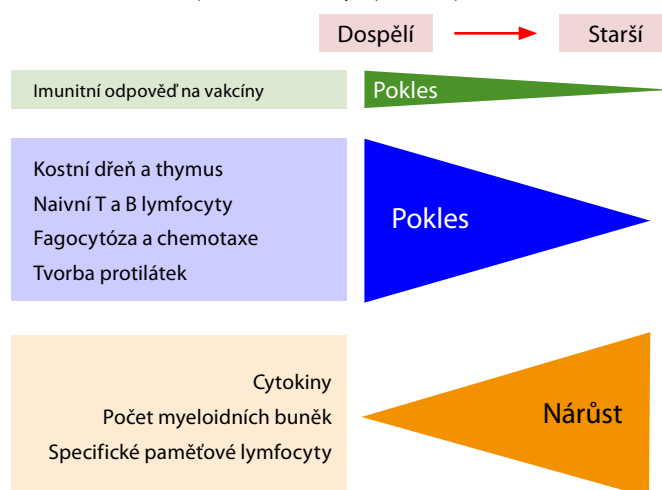 Dospělí
Starší
Imunitní odpověď na vakcíny
Pokles
Kostní dřeň a thymus
Naivní T a B lymfocyty
Fagocytóza a chemotaxe
Tvorba protilátek
Pokles
Cytokiny
Počet myeloidních buněk
Specifické paměťové lymfocyty
Nárůst